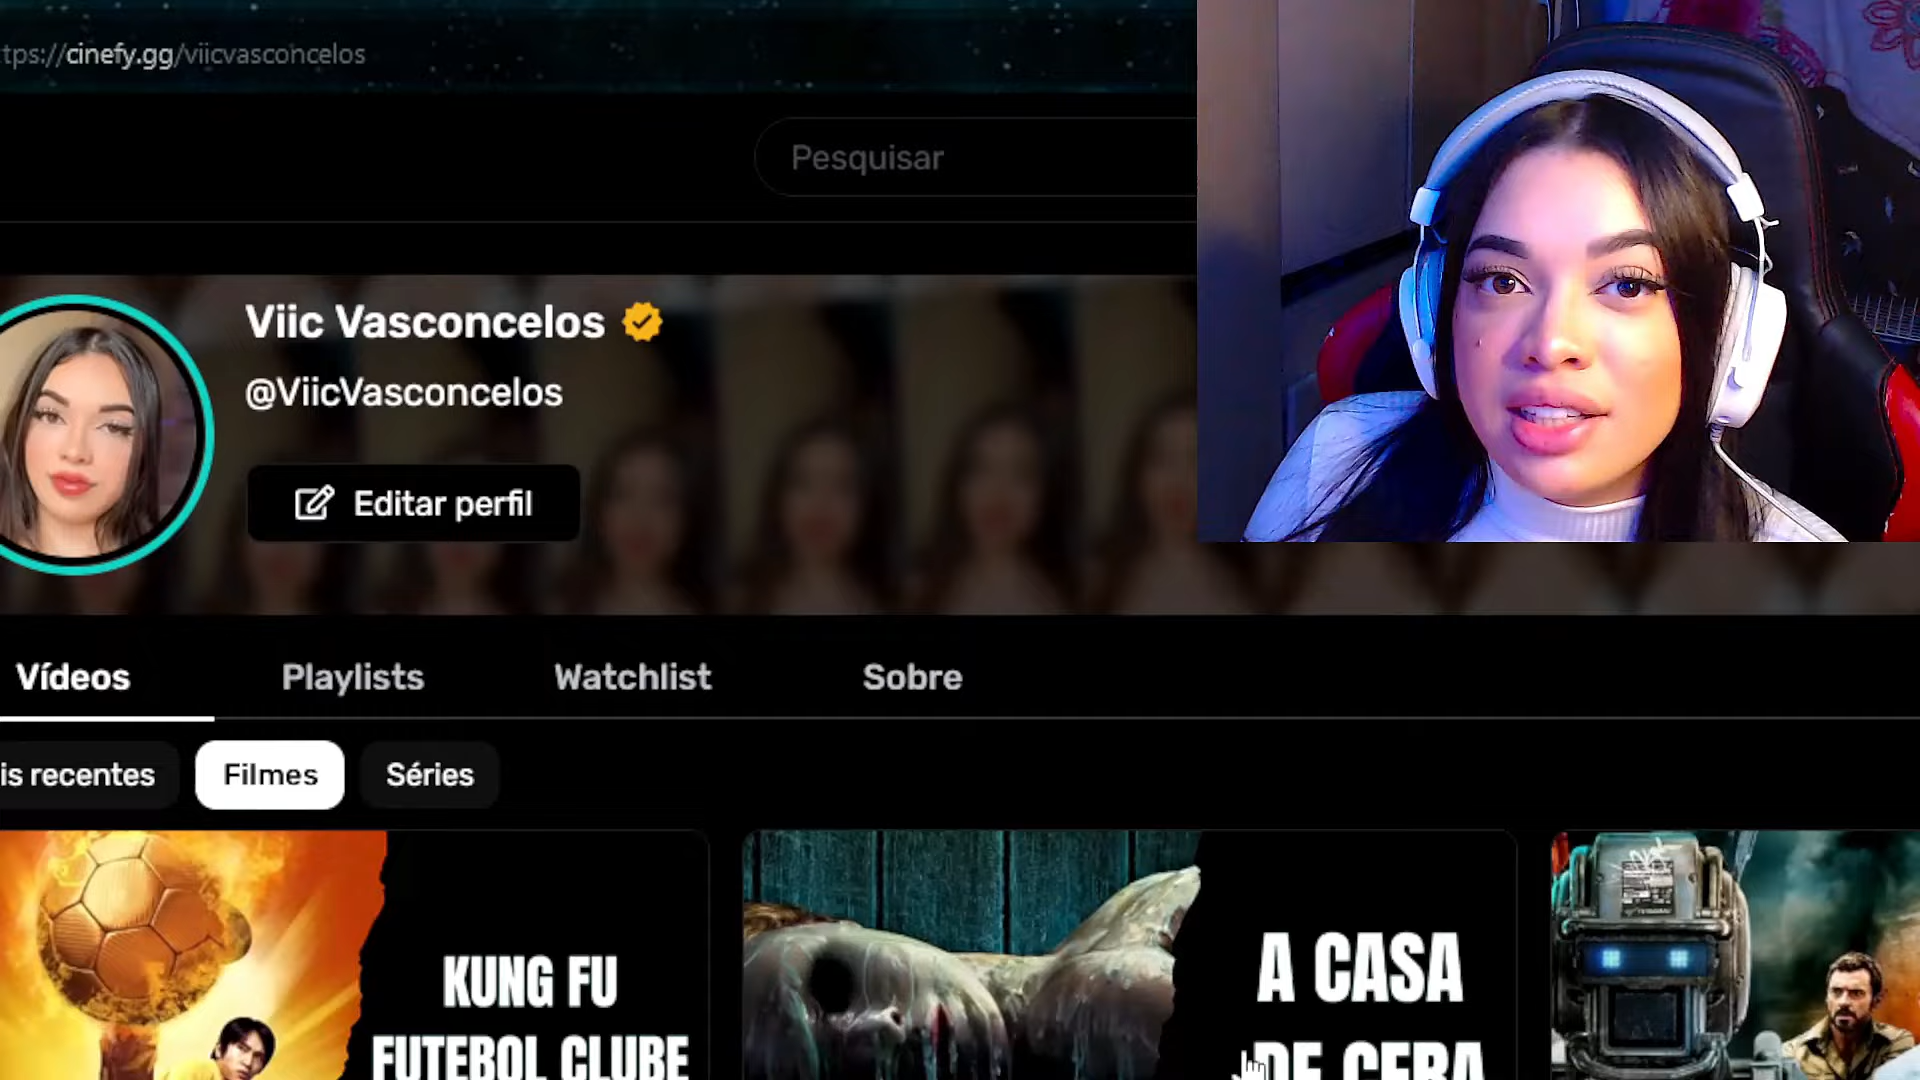 tps://cinefy.gg/viicvasconcelos
Pesquisar
Viic Vasconcelos
@ViicVasconcelos
Editar perfil
Vídeos Playlists Watchlist Sobre
is recentes Filmes Séries
KUNG FU
FUTEBOL CLUBE
A CASA
DE CERA